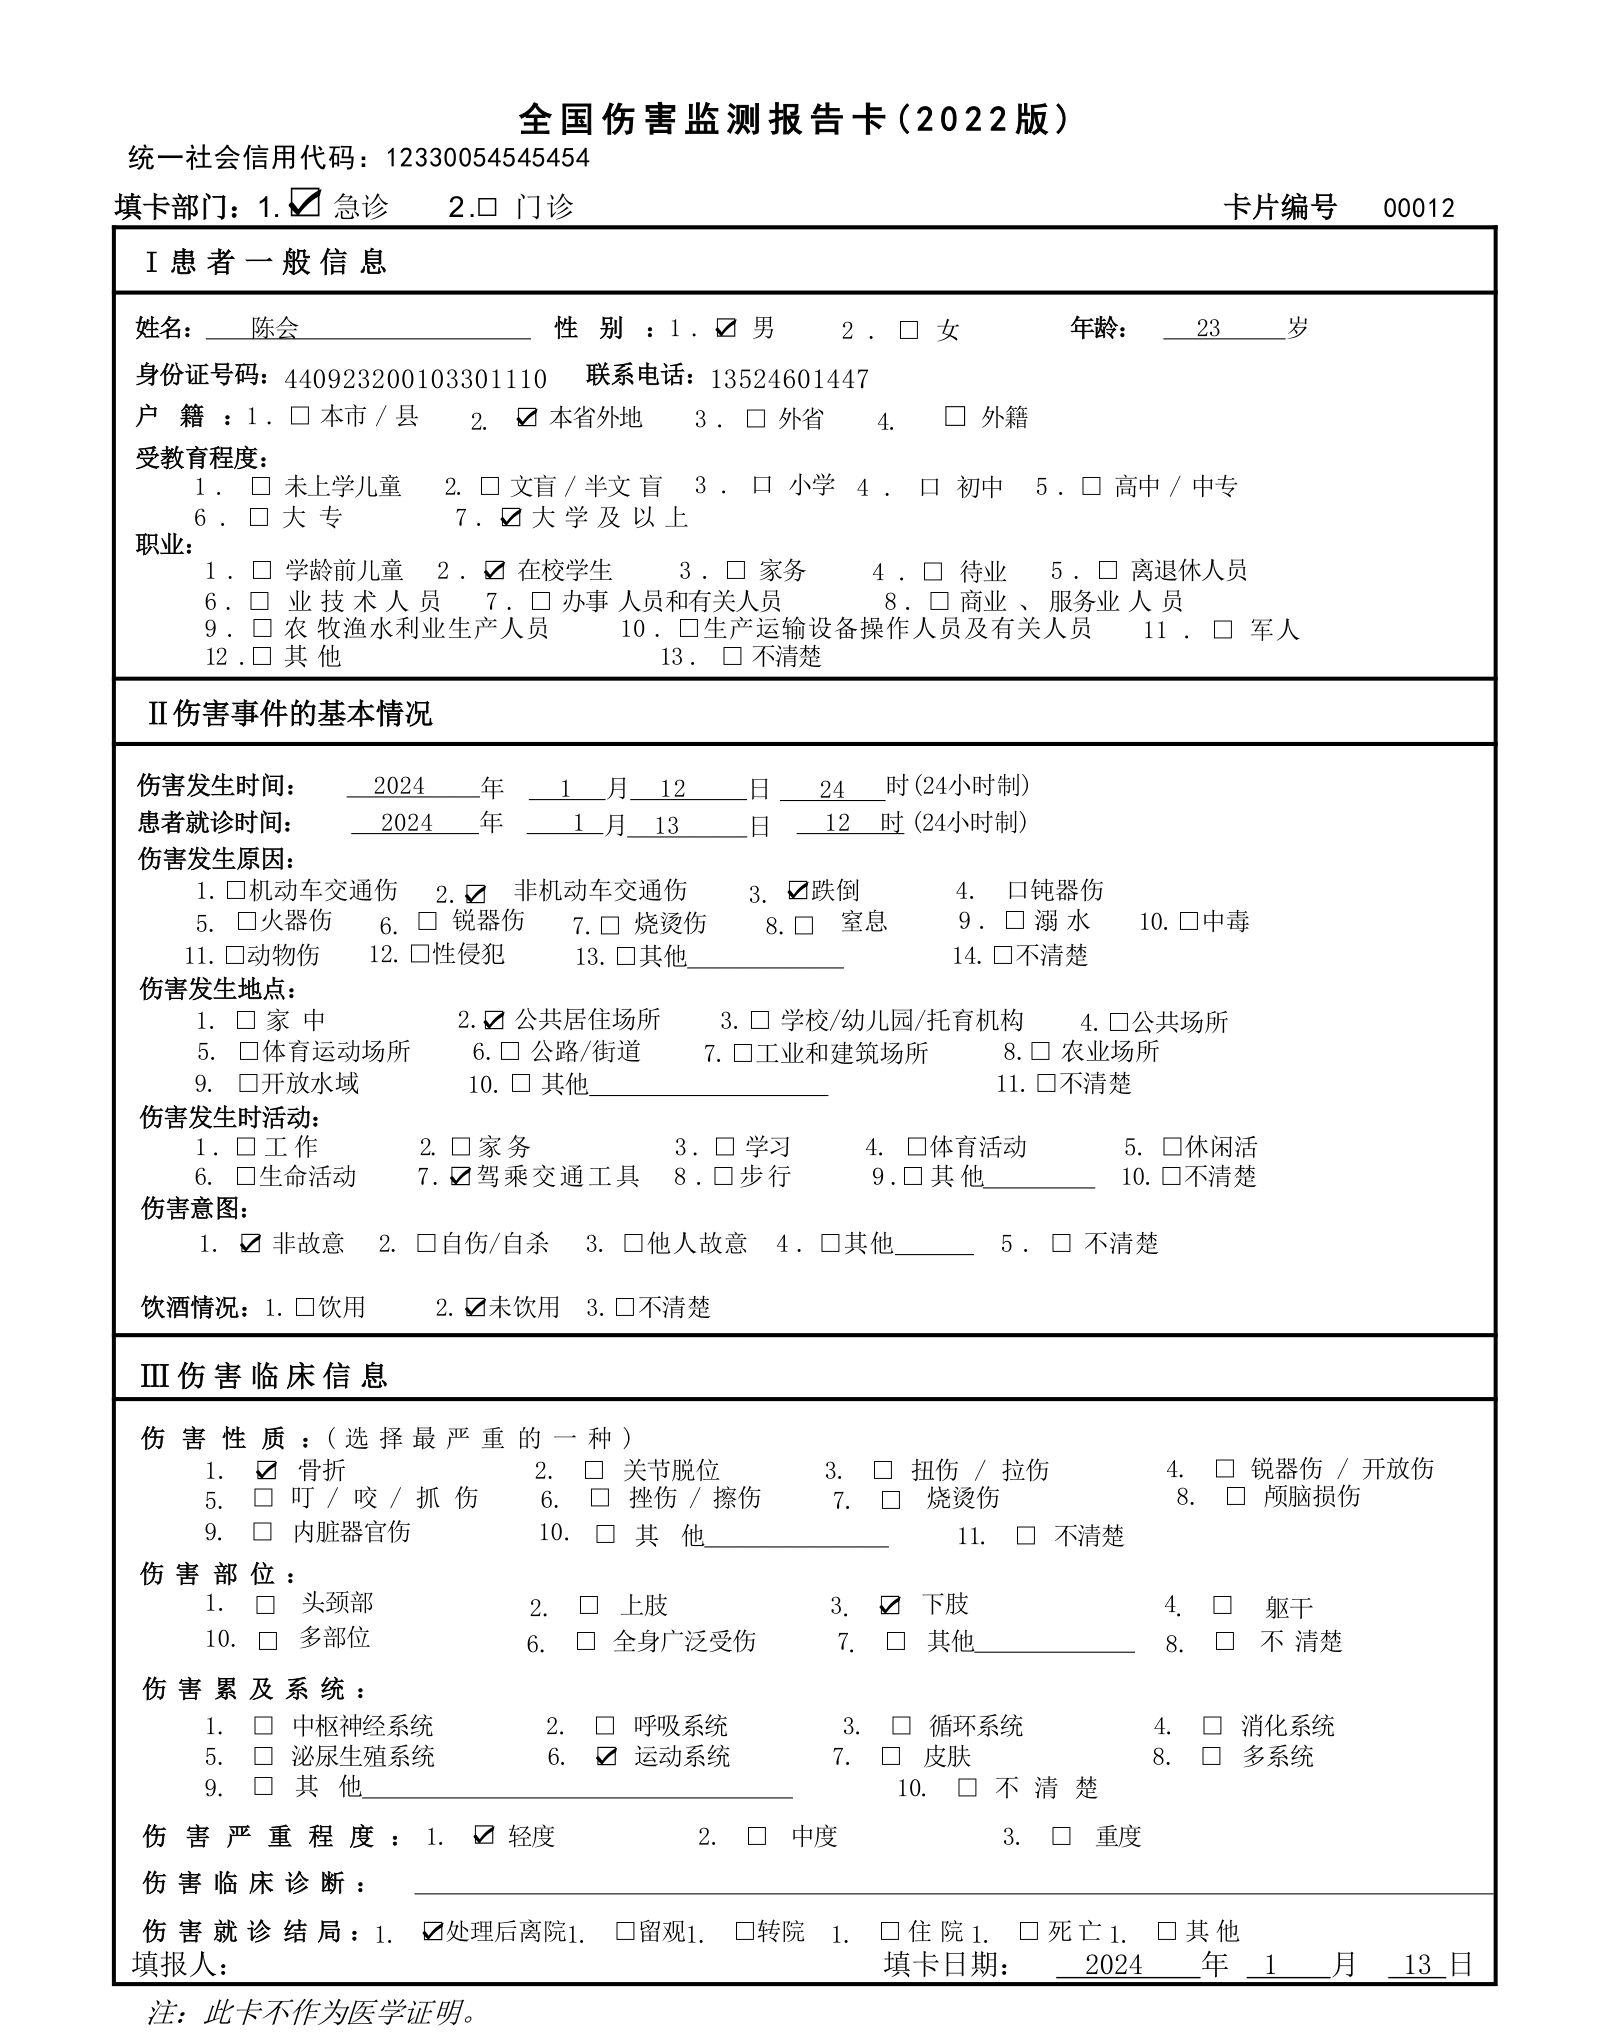 全国伤害监测报告卡(2022版)
统一社会信用代码：12330054545454
填卡部门：1.☑ 急诊 2.□ 门诊 卡片编号 00012
Ⅰ患者一般信息
姓名： 陈会 性别：1.☑ 男 2.□ 女 年龄： 23 岁
身份证号码：440923200103301110 联系电话：13524601447
户籍：1.□ 本市/县 2.☑ 本省外地 3.□ 外省 4.□ 外籍
受教育程度：
1.□ 未上学儿童 2.□ 文盲/半文盲 3.口 小学 4.口 初中 5.□ 高中/中专
6.□ 大专 7.☑ 大学及以上
职业：
1.□ 学龄前儿童 2.☑ 在校学生 3.□ 家务 4.□ 待业 5.□ 离退休人员
6.□ 业技术人员 7.□ 办事人员和有关人员 8.□ 商业、服务业人员
9.□ 农牧渔水利业生产人员 10.□生产运输设备操作人员及有关人员 11.□ 军人
12.□ 其他 13.□ 不清楚
Ⅱ伤害事件的基本情况
伤害发生时间： 2024 年 1 月 12 日 24 时(24小时制)
患者就诊时间： 2024 年 1 月 13 日 12 时(24小时制)
伤害发生原因：
1.□机动车交通伤 2.☑ 非机动车交通伤 3.☑跌倒 4.口钝器伤
5.□火器伤 6.□ 锐器伤 7.□ 烧烫伤 8.□ 窒息 9.□ 溺水 10.□中毒
11.□动物伤 12.□性侵犯 13.□其他______ 14.□不清楚
伤害发生地点：
1.□ 家中 2.☑ 公共居住场所 3.□ 学校/幼儿园/托育机构 4.□公共场所
5.□体育运动场所 6.□ 公路/街道 7.□工业和建筑场所 8.□ 农业场所
9.□开放水域 10.□ 其他______ 11.□不清楚
伤害发生时活动：
1.□ 工作 2.□ 家务 3.□ 学习 4.□体育活动 5.□休闲活
6.□生命活动 7.☑驾乘交通工具 8.□步行 9.□ 其他______ 10.□不清楚
伤害意图：
1.☑ 非故意 2.□自伤/自杀 3.□他人故意 4.□其他______ 5.□ 不清楚
饮酒情况：1.□饮用 2.☑未饮用 3.□不清楚
Ⅲ伤害临床信息
伤害性质：(选择最严重的一种)
1.☑ 骨折 2.□ 关节脱位 3.□ 扭伤/拉伤 4.□ 锐器伤/开放伤
5.□ 叮/咬/抓伤 6.□ 挫伤/擦伤 7.□ 烧烫伤 8.□ 颅脑损伤
9.□ 内脏器官伤 10.□ 其他______ 11.□ 不清楚
伤害部位：
1.□ 头颈部 2.□ 上肢 3.☑ 下肢 4.□ 躯干
10.□ 多部位 6.□ 全身广泛受伤 7.□ 其他______ 8.□ 不清楚
伤害累及系统：
1.□ 中枢神经系统 2.□ 呼吸系统 3.□ 循环系统 4.□ 消化系统
5.□ 泌尿生殖系统 6.☑ 运动系统 7.□ 皮肤 8.□ 多系统
9.□ 其他______ 10.□ 不清楚
伤害严重程度：1.☑ 轻度 2.□ 中度 3.□ 重度
伤害临床诊断：
伤害就诊结局：1.☑处理后离院1.□留观1.□转院 1.□住院1.□死亡1.□其他
填报人： 填卡日期： 2024 年 1 月 13 日
注：此卡不作为医学证明。